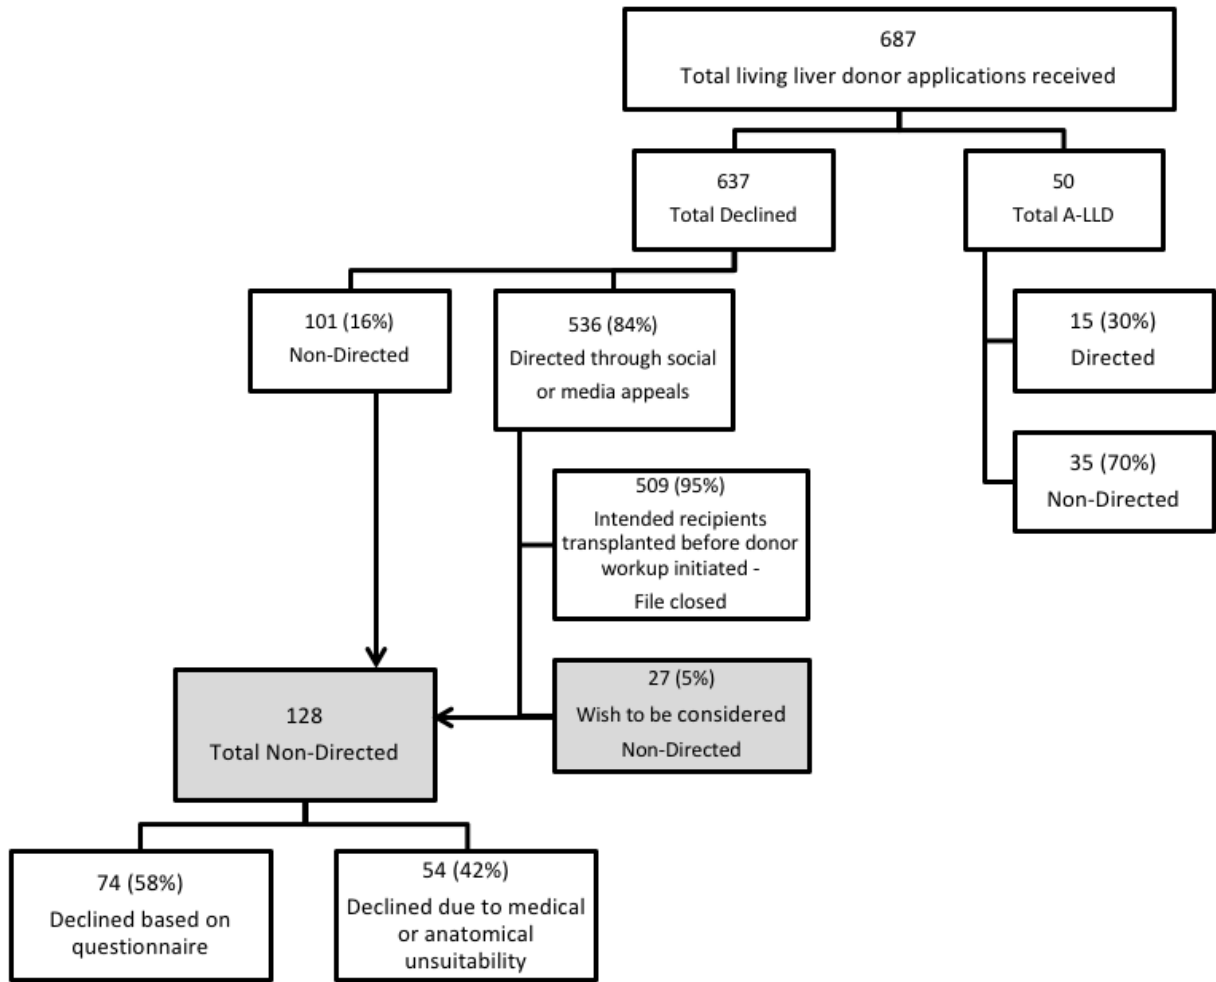 687
Total living liver donor applications received
637
Total Declined
50
Total A-LLD
101 (16%)
Non-Directed
536 (84%)
Directed through social
or media appeals
15 (30%)
Directed
35 (70%)
Non-Directed
509 (95%)
Intended recipients
transplanted before donor
workup initiated -
File closed
27 (5%)
Wish to be considered
Non-Directed
128
Total Non-Directed
74 (58%)
Declined based on
questionnaire
54 (42%)
Declined due to medical
or anatomical
unsuitability